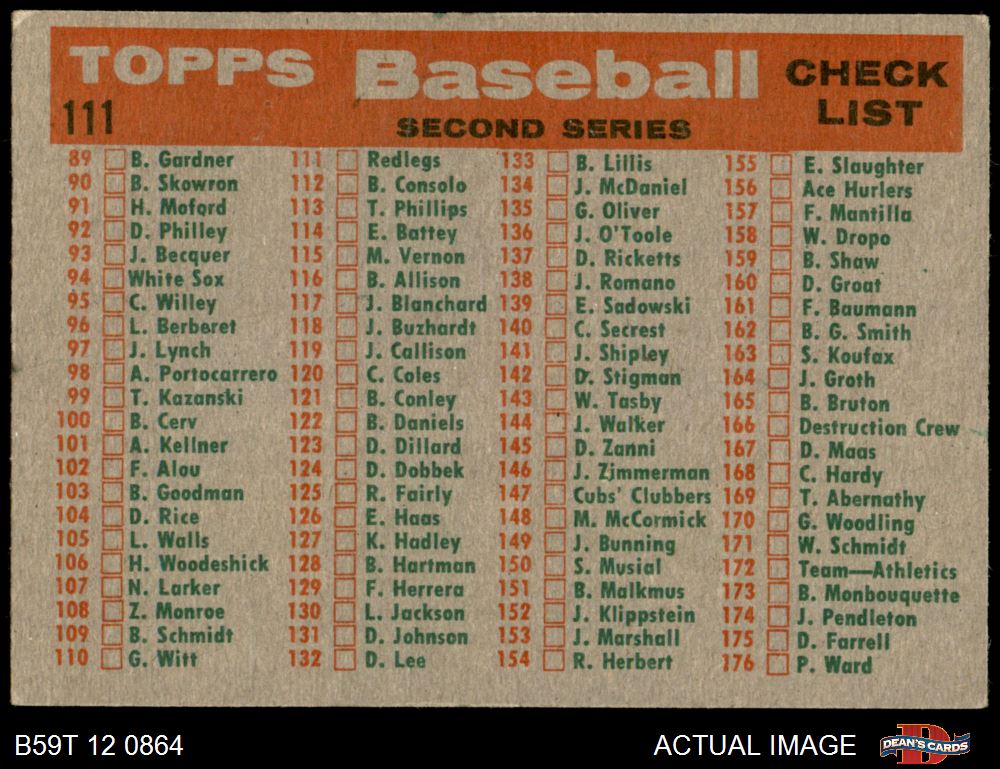 TOPPS Baseball CHECK LIST
111 SECOND SERIES
89 B. Gardner
90 B. Skowron
91 H. Moford
92 D. Philley
93 J. Becquer
94 White Sox
95 C. Willey
96 L. Berberet
97 J. Lynch
98 A. Portocarrero
99 T. Kazanski
100 B. Cerv
101 A. Kellner
102 F. Alou
103 B. Goodman
104 D. Rice
105 L. Walls
106 H. Woodeshick
107 N. Larker
108 Z. Monroe
109 B. Schmidt
110 G. Witt
111 Redlegs
112 B. Consolo
113 T. Phillips
114 E. Battey
115 M. Vernon
116 B. Allison
117 J. Blanchard
118 J. Buzhardt
119 J. Callison
120 C. Coles
121 B. Conley
122 B. Daniels
123 D. Dillard
124 D. Dobbek
125 R. Fairly
126 E. Haas
127 K. Hadley
128 B. Hartman
129 F. Herrera
130 L. Jackson
131 D. Johnson
132 D. Lee
133 B. Lillis
134 J. McDaniel
135 G. Oliver
136 J. O'Toole
137 D. Ricketts
138 J. Romano
139 E. Sadowski
140 C. Secrest
141 J. Shipley
142 D. Stigman
143 W. Tasby
144 J. Walker
145 D. Zanni
146 J. Zimmerman
147 Cubs' Clubbers
148 M. McCormick
149 J. Bunning
150 S. Musial
151 B. Malkmus
152 J. Klippstein
153 J. Marshall
154 R. Herbert
155 E. Slaughter
156 Ace Hurlers
157 F. Mantilla
158 W. Dropo
159 B. Shaw
160 D. Groat
161 F. Baumann
162 B. G. Smith
163 S. Koufax
164 J. Groth
165 B. Bruton
166 Destruction Crew
167 D. Maas
168 C. Hardy
169 T. Abernathy
170 G. Woodling
171 W. Schmidt
172 Team—Athletics
173 B. Monbouquette
174 J. Pendleton
175 D. Farrell
176 P. Ward
B59T 12 0864 ACTUAL IMAGE DEAN'S CARDS